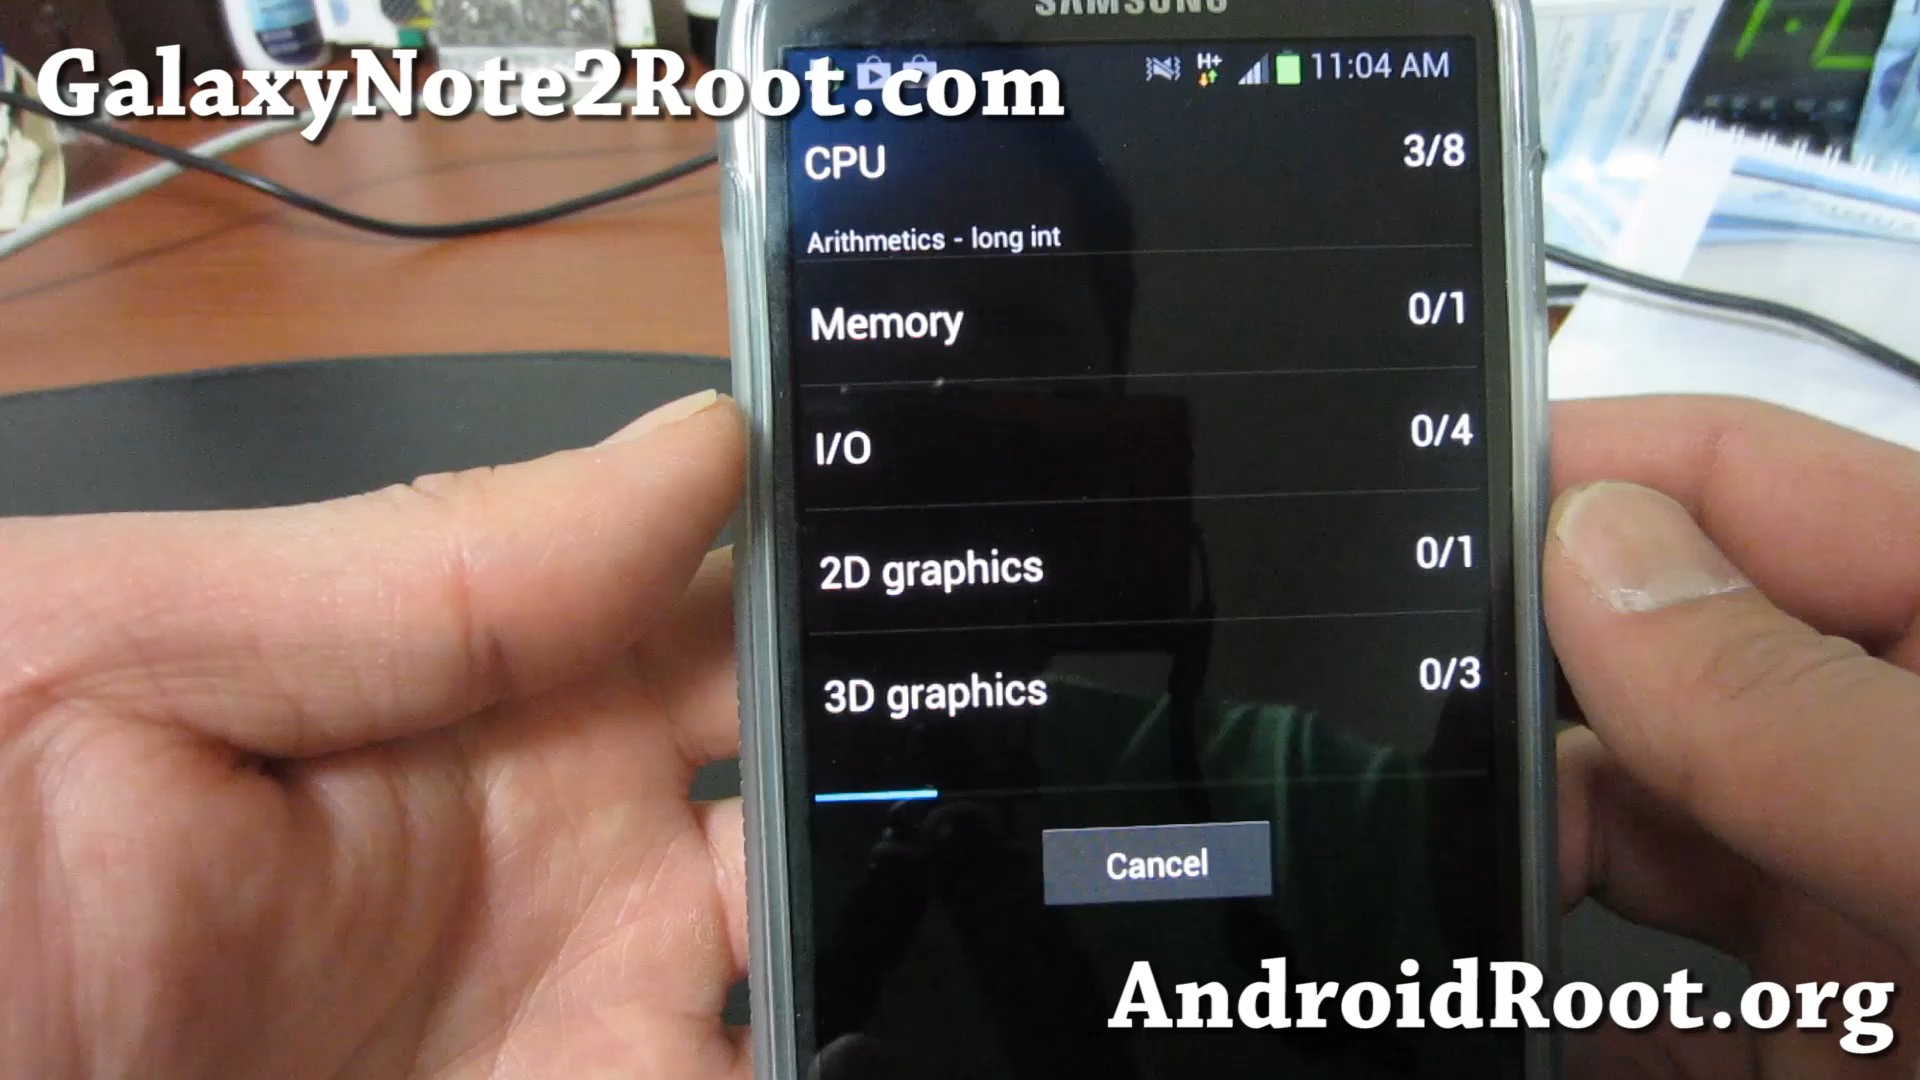 SAMSUNG
GalaxyNote2Root.com
H+ 11:04 AM
CPU 3/8
Arithmetics - long int
Memory 0/1
I/O 0/4
2D graphics 0/1
3D graphics 0/3
Cancel
AndroidRoot.org